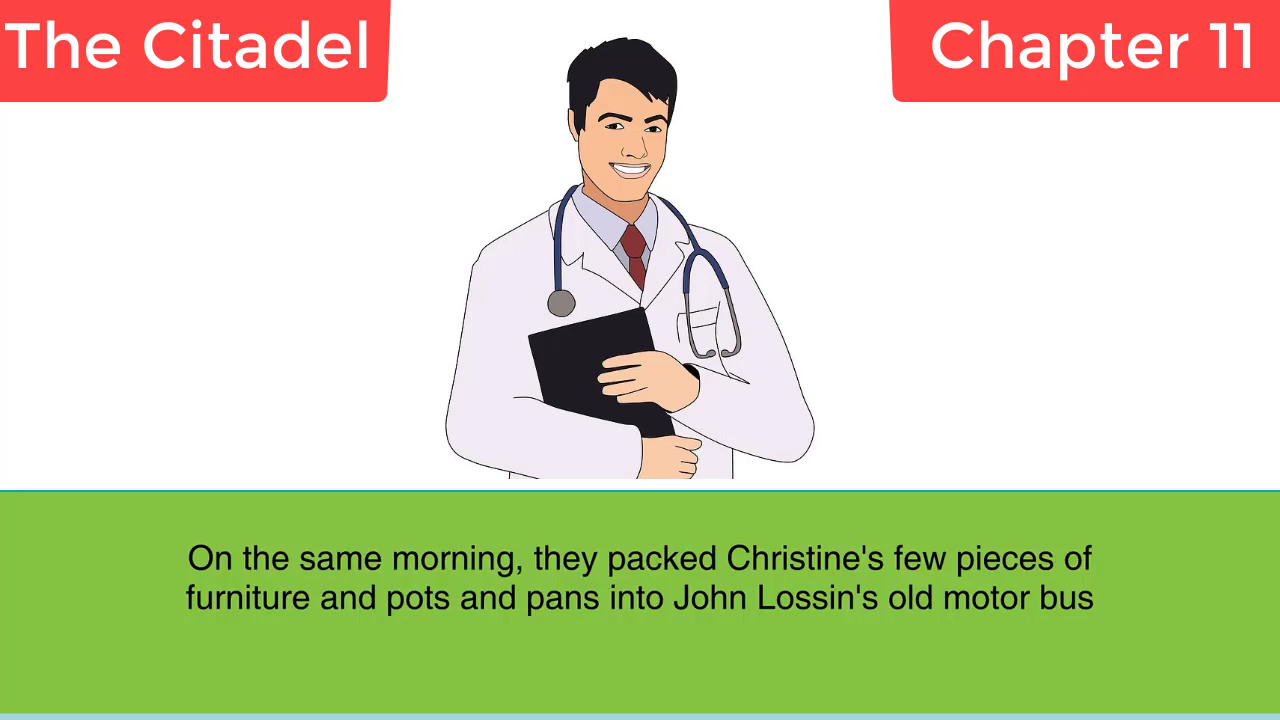 The Citadel
Chapter 11
On the same morning, they packed Christine's few pieces of
furniture and pots and pans into John Lossin's old motor bus